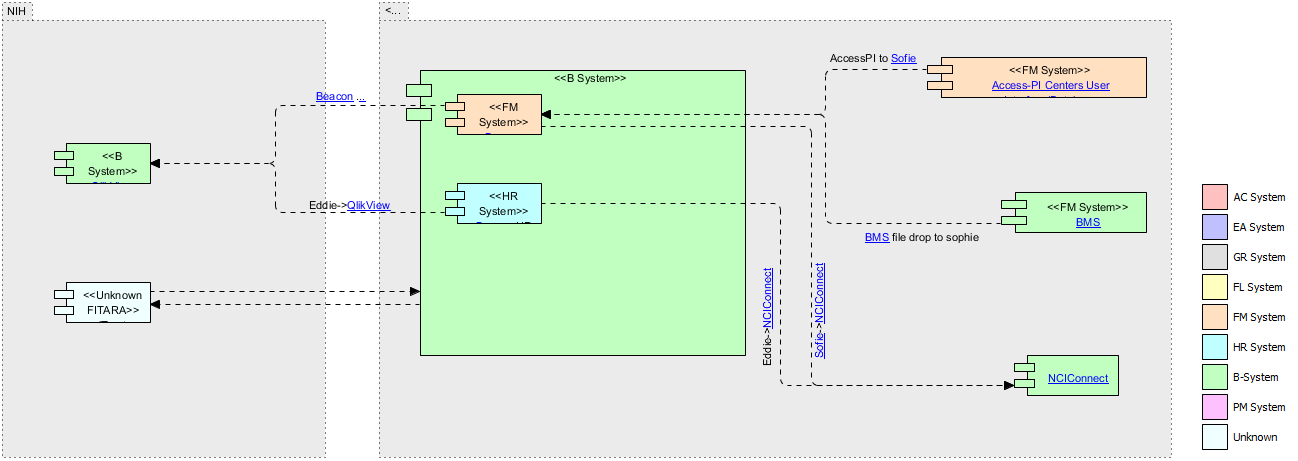 NIH
<...
<<B System>>
AccessPI to Sofie
<<FM System>>
Access-PI Centers User
Beacon ...
<<FM
System>>
<<B
System>>
<<HR
System>>
Eddie->QlikView
<<FM System>>
BMS
BMS file drop to sophie
<<Unknown
FITARA>>
Eddie->NCIConnect
Sofie->NCIConnect
NCIConnect
AC System
EA System
GR System
FL System
FM System
HR System
B-System
PM System
Unknown